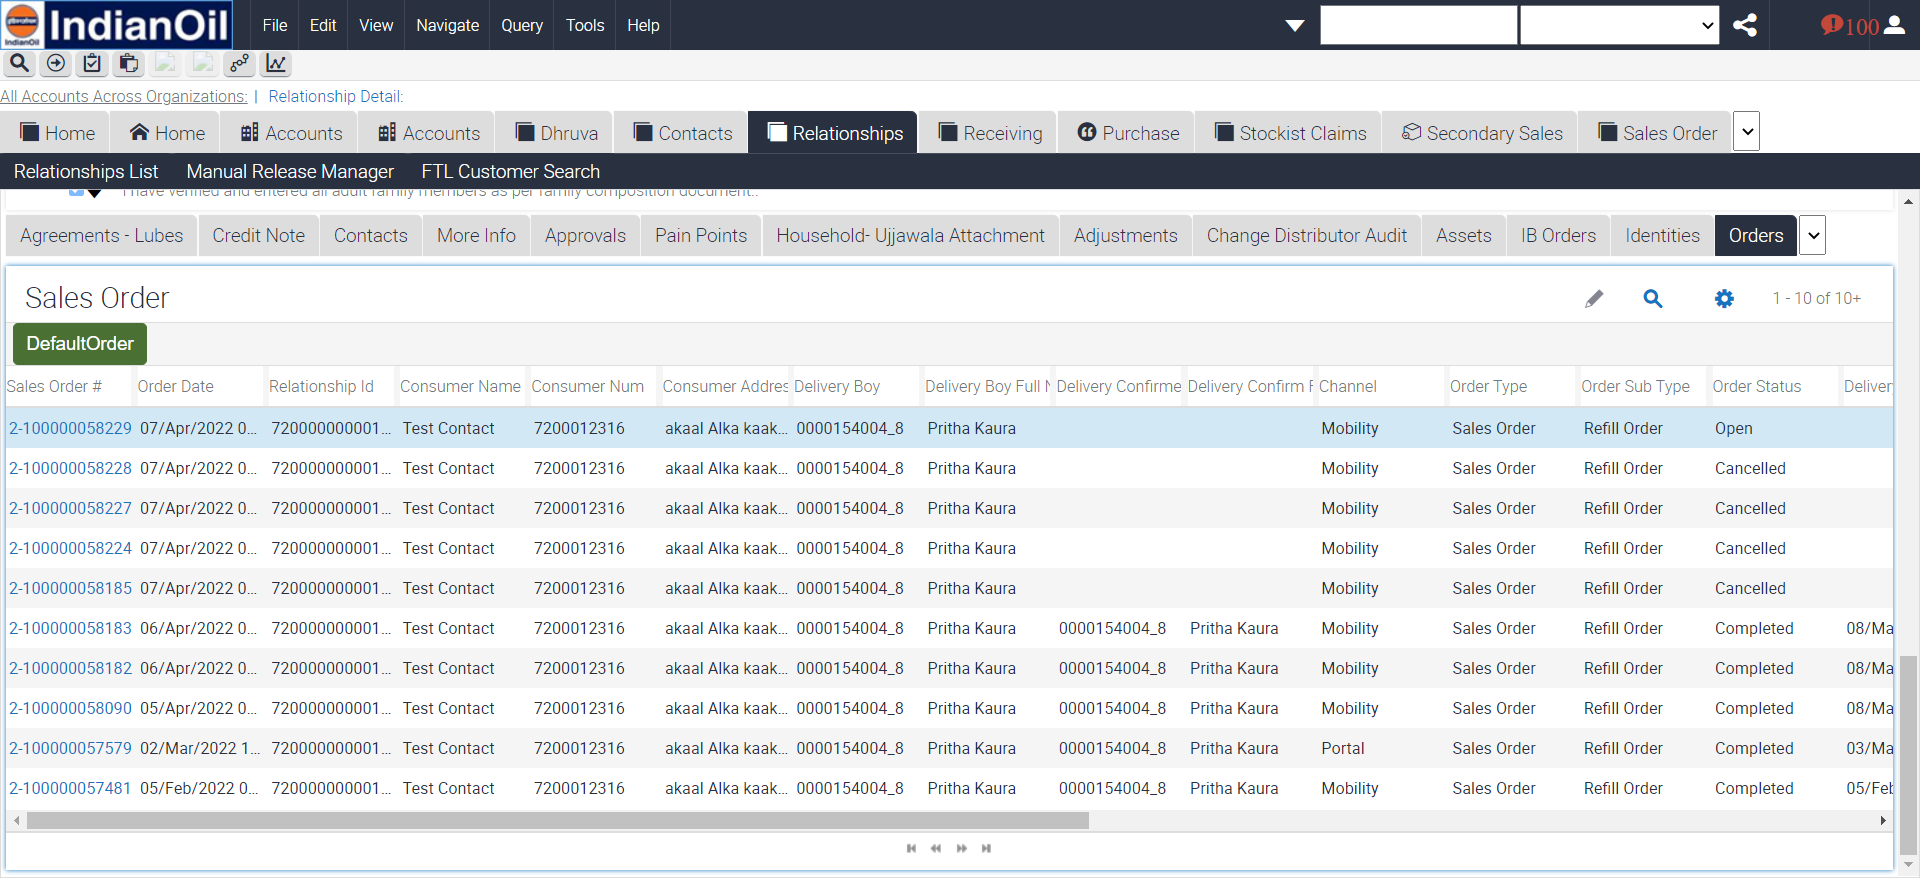 IndianOil
IndianOil
File Edit View Navigate Query Tools Help
100
All Accounts Across Organizations: | Relationship Detail:
Home Home Accounts Accounts Dhruva Contacts Relationships Receiving Purchase Stockist Claims Secondary Sales Sales Order
Relationships List Manual Release Manager FTL Customer Search
I have verified and entered all adult family members as per family composition document..
Agreements - Lubes Credit Note Contacts More Info Approvals Pain Points Household- Ujjawala Attachment Adjustments Change Distributor Audit Assets IB Orders Identities Orders
Sales Order 1 - 10 of 10+
DefaultOrder
Sales Order # Order Date Relationship Id Consumer Name Consumer Num Consumer Addres Delivery Boy Delivery Boy Full N Delivery Confirme Delivery Confirm F Channel Order Type Order Sub Type Order Status Deliver
2-100000058229 07/Apr/2022 0... 720000000001... Test Contact 7200012316 akaal Alka kaak... 0000154004_8 Pritha Kaura Mobility Sales Order Refill Order Open
2-100000058228 07/Apr/2022 0... 720000000001... Test Contact 7200012316 akaal Alka kaak... 0000154004_8 Pritha Kaura Mobility Sales Order Refill Order Cancelled
2-100000058227 07/Apr/2022 0... 720000000001... Test Contact 7200012316 akaal Alka kaak... 0000154004_8 Pritha Kaura Mobility Sales Order Refill Order Cancelled
2-100000058224 07/Apr/2022 0... 720000000001... Test Contact 7200012316 akaal Alka kaak... 0000154004_8 Pritha Kaura Mobility Sales Order Refill Order Cancelled
2-100000058185 07/Apr/2022 0... 720000000001... Test Contact 7200012316 akaal Alka kaak... 0000154004_8 Pritha Kaura Mobility Sales Order Refill Order Cancelled
2-100000058183 06/Apr/2022 0... 720000000001... Test Contact 7200012316 akaal Alka kaak... 0000154004_8 Pritha Kaura 0000154004_8 Pritha Kaura Mobility Sales Order Refill Order Completed 08/Ma
2-100000058182 06/Apr/2022 0... 720000000001... Test Contact 7200012316 akaal Alka kaak... 0000154004_8 Pritha Kaura 0000154004_8 Pritha Kaura Mobility Sales Order Refill Order Completed 08/Ma
2-100000058090 05/Apr/2022 0... 720000000001... Test Contact 7200012316 akaal Alka kaak... 0000154004_8 Pritha Kaura 0000154004_8 Pritha Kaura Mobility Sales Order Refill Order Completed 08/Ma
2-100000057579 02/Mar/2022 1... 720000000001... Test Contact 7200012316 akaal Alka kaak... 0000154004_8 Pritha Kaura 0000154004_8 Pritha Kaura Portal Sales Order Refill Order Completed 03/Ma
2-100000057481 05/Feb/2022 0... 720000000001... Test Contact 7200012316 akaal Alka kaak... 0000154004_8 Pritha Kaura 0000154004_8 Pritha Kaura Mobility Sales Order Refill Order Completed 05/Feb